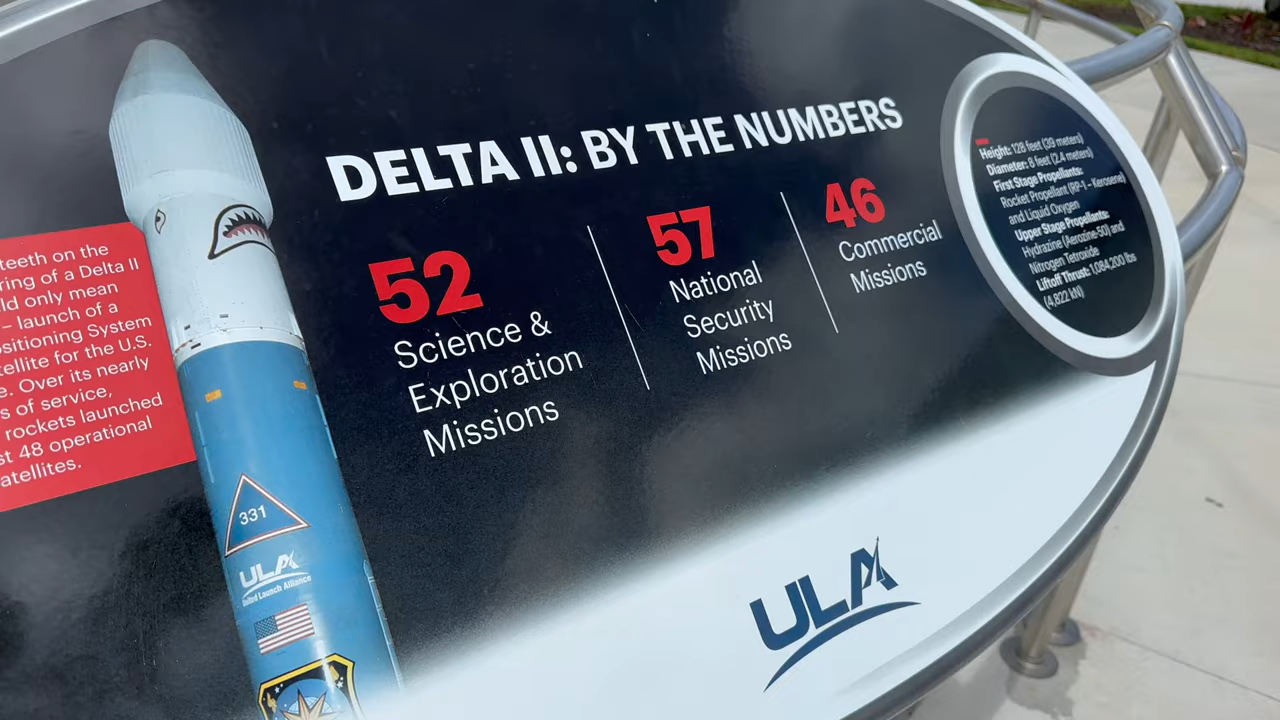 teeth on the
ring of a Delta II
ld only mean
– launch of a
sitioning System
tellite for the U.S.
e. Over its nearly
s of service,
rockets launched
st 48 operational
atellites.
331
ULA
United Launch Alliance
DELTA II: BY THE NUMBERS
52
Science &
Exploration
Missions
57
National
Security
Missions
46
Commercial
Missions
Height: 128 feet (39 meters)
Diameter: 8 feet (2.4 meters)
First Stage Propellants:
Rocket Propellant (RP-1 – Kerosene)
and Liquid Oxygen
Upper Stage Propellants:
Hydrazine (Aerozine-50) and
Nitrogen Tetroxide
Liftoff Thrust: 1,084,200 lbs
(4,822 kN)
ULA